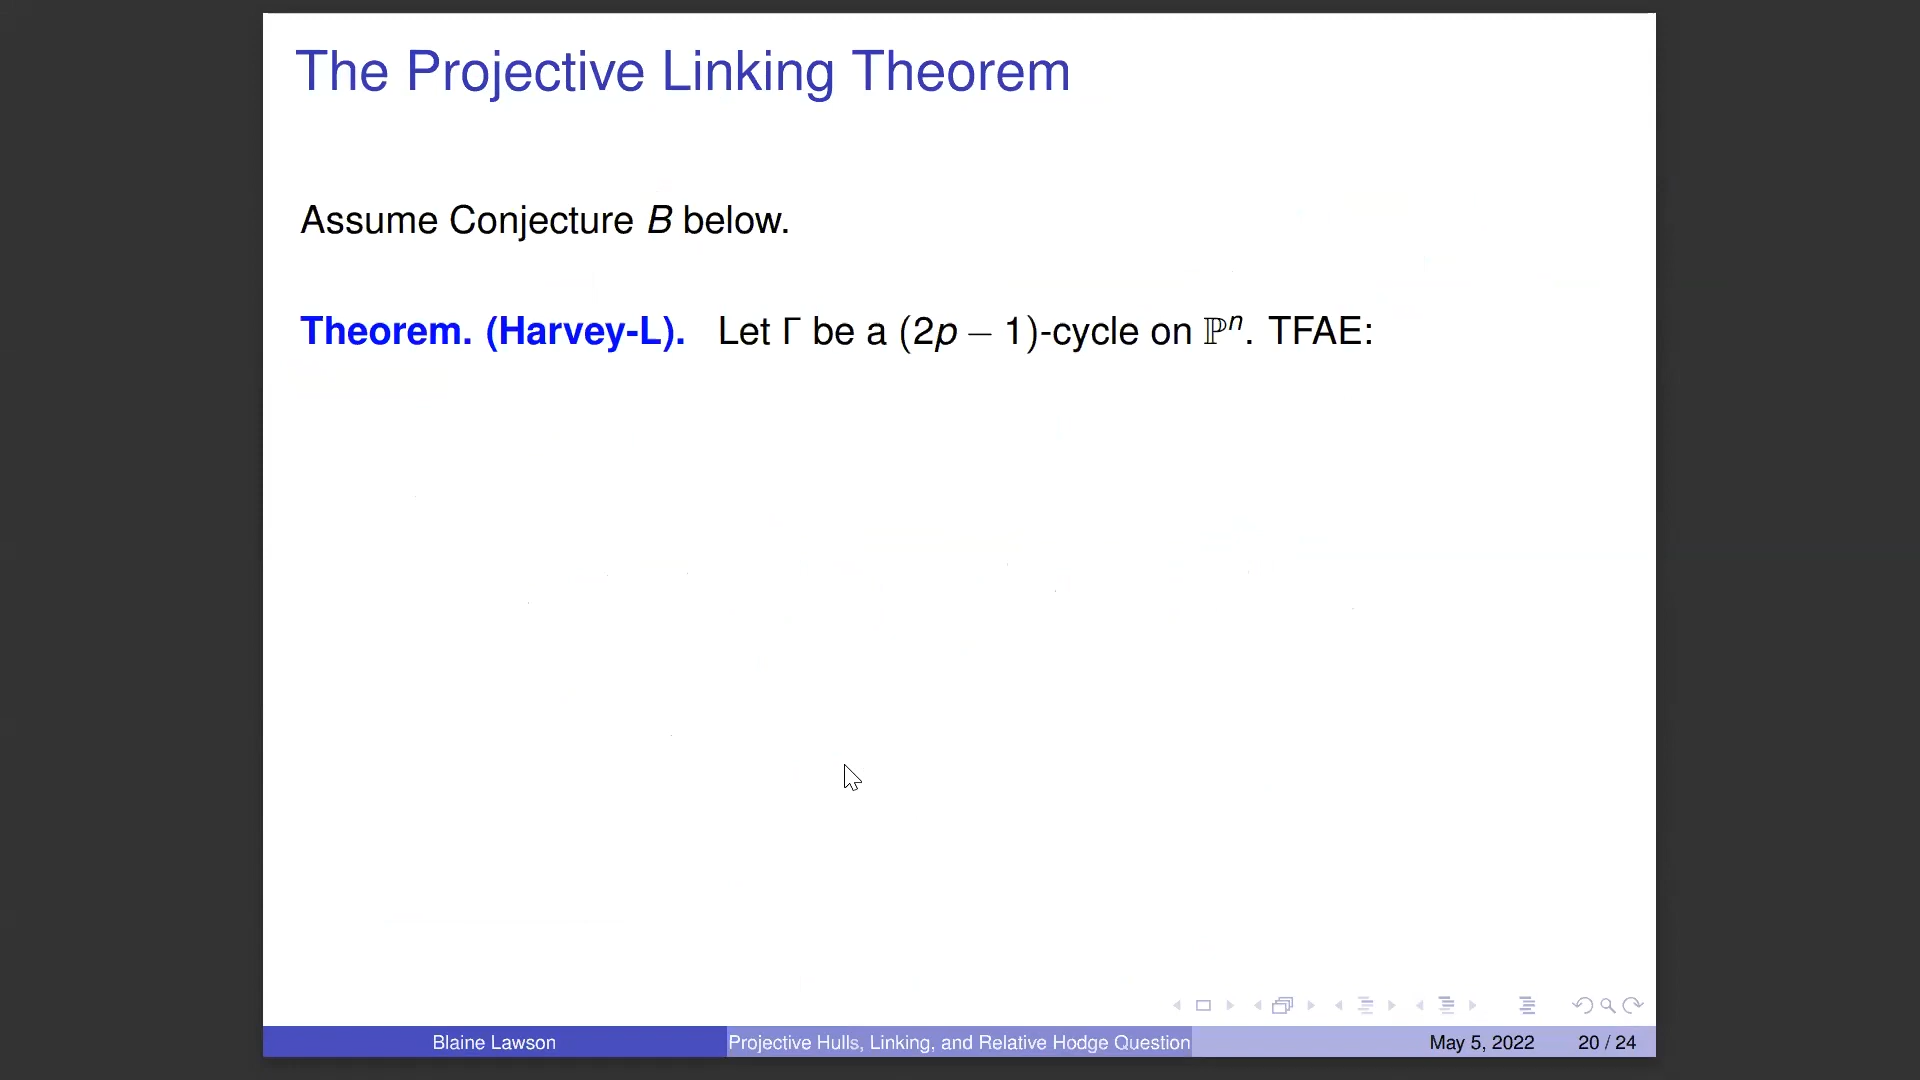 The Projective Linking Theorem
Assume Conjecture B below.
Theorem. (Harvey-L). Let Γ be a (2p − 1)-cycle on ℙⁿ. TFAE:
Blaine Lawson
Projective Hulls, Linking, and Relative Hodge Question
May 5, 2022
20 / 24